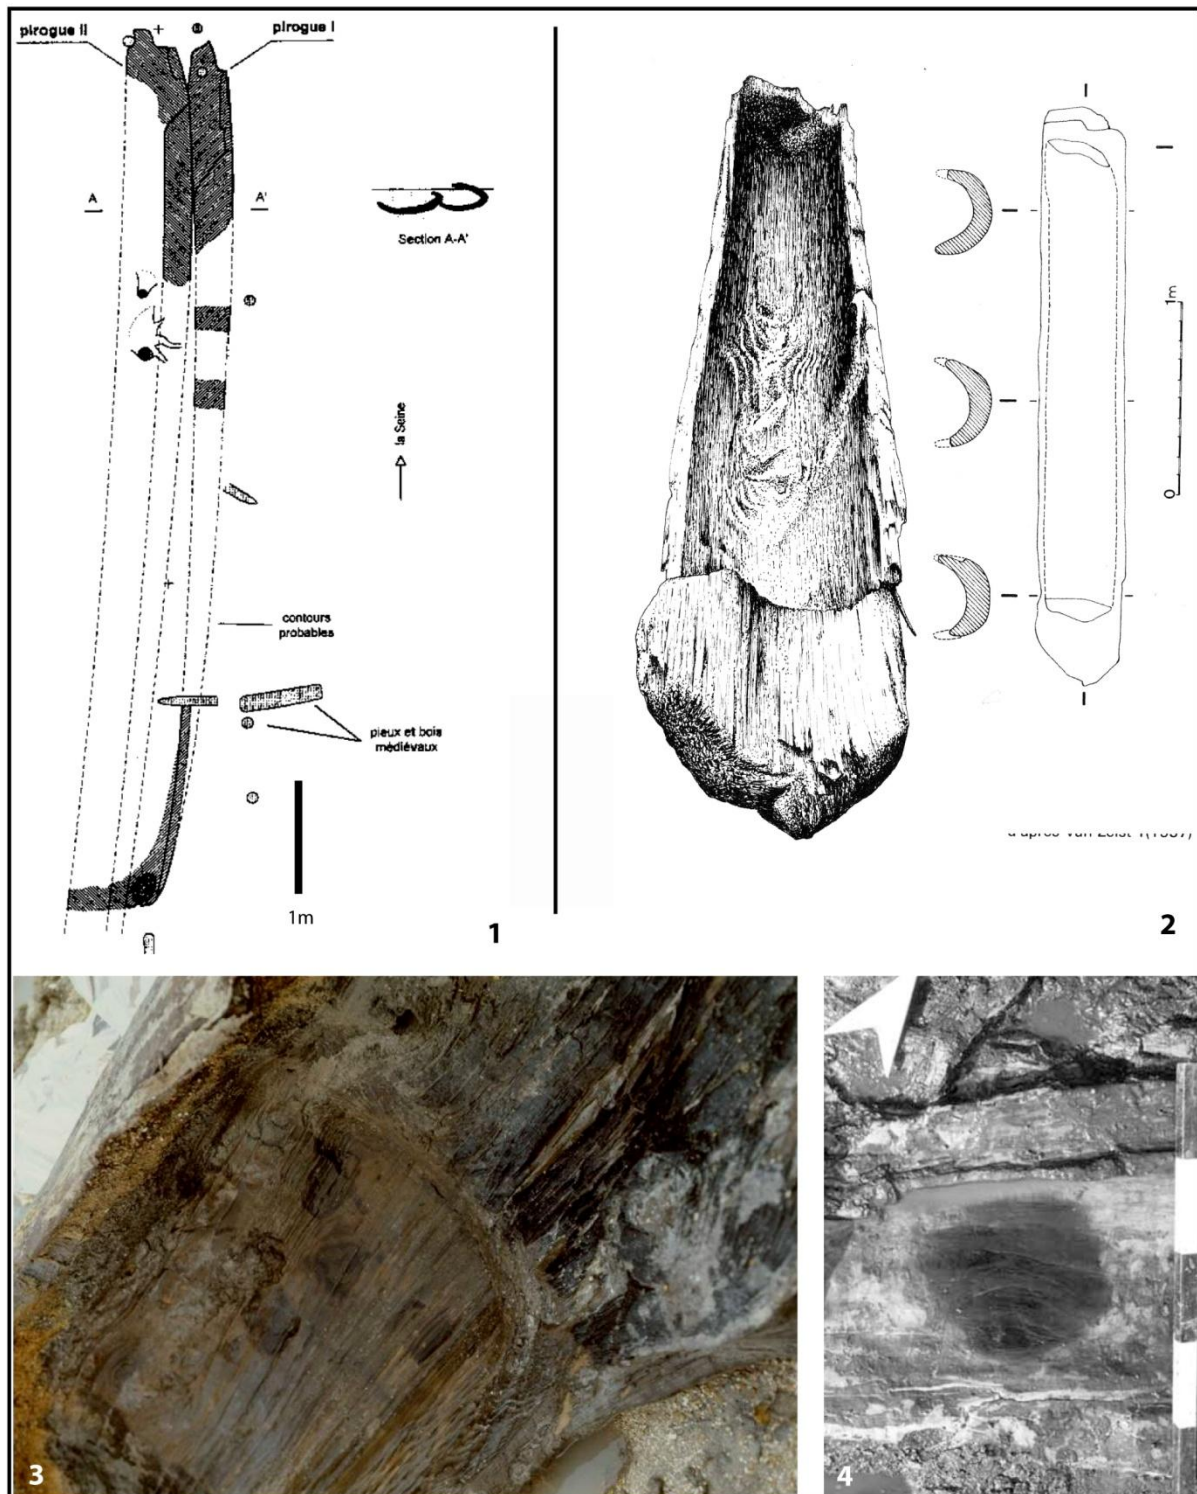 pirogue II
pirogue I
A
A'
Section A-A'
la Seine
contours
probables
pieux et bois
médiévaux
1m
1
1m
0
2
3
4